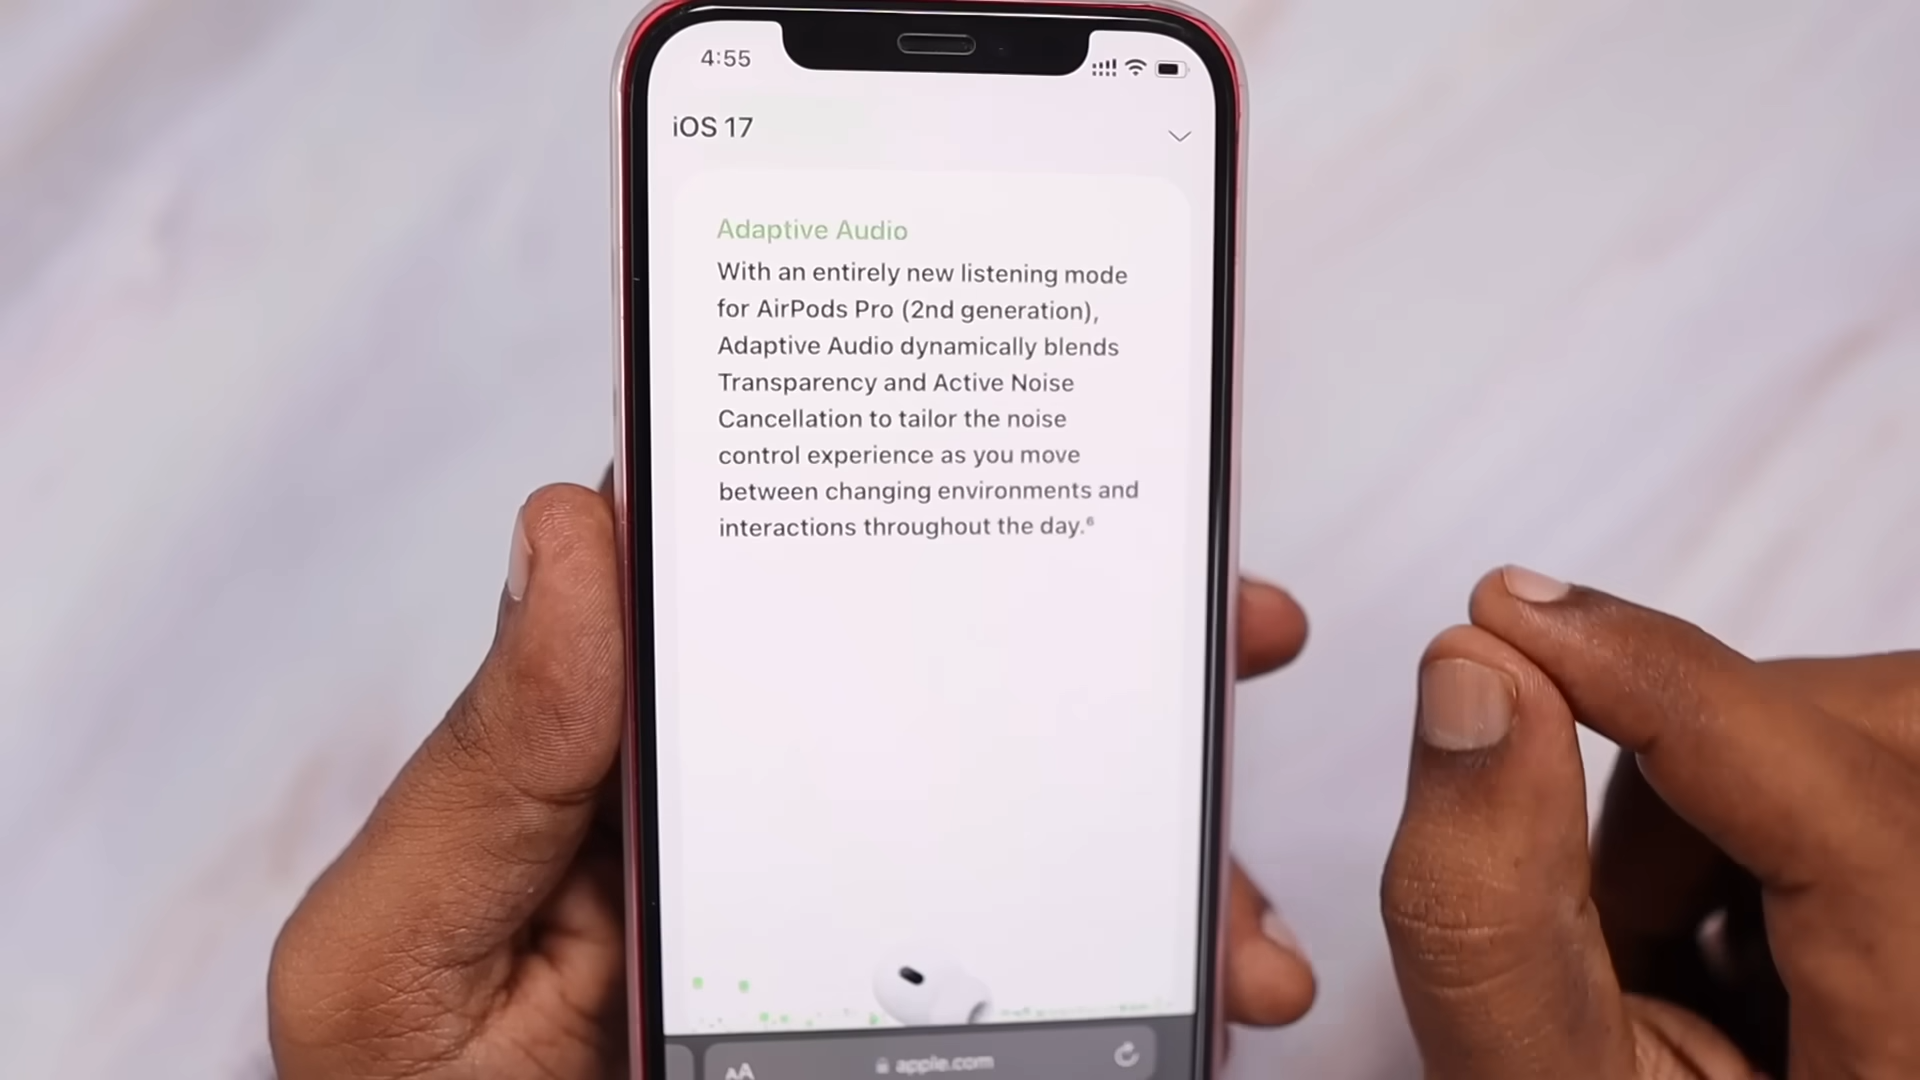 4:55
iOS 17
Adaptive Audio
With an entirely new listening mode
for AirPods Pro (2nd generation),
Adaptive Audio dynamically blends
Transparency and Active Noise
Cancellation to tailor the noise
control experience as you move
between changing environments and
interactions throughout the day.⁶
AA apple.com